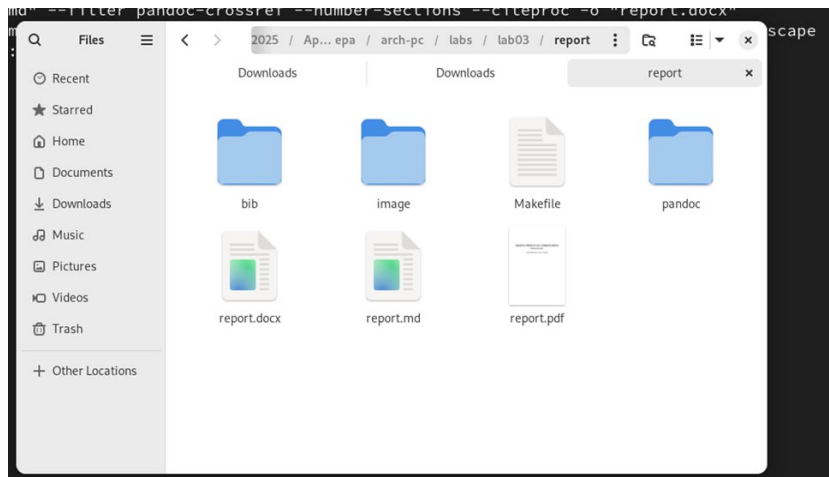 md" --filter pandoc-crossref --number-sections --citeproc -o "report.docx"
scape
Files
2025 / Ap... epa / arch-pc / labs / lab03 / report
Downloads
Downloads
report
Recent
Starred
Home
Documents
Downloads
Music
Pictures
Videos
Trash
Other Locations
bib
image
Makefile
pandoc
report.docx
report.md
report.pdf